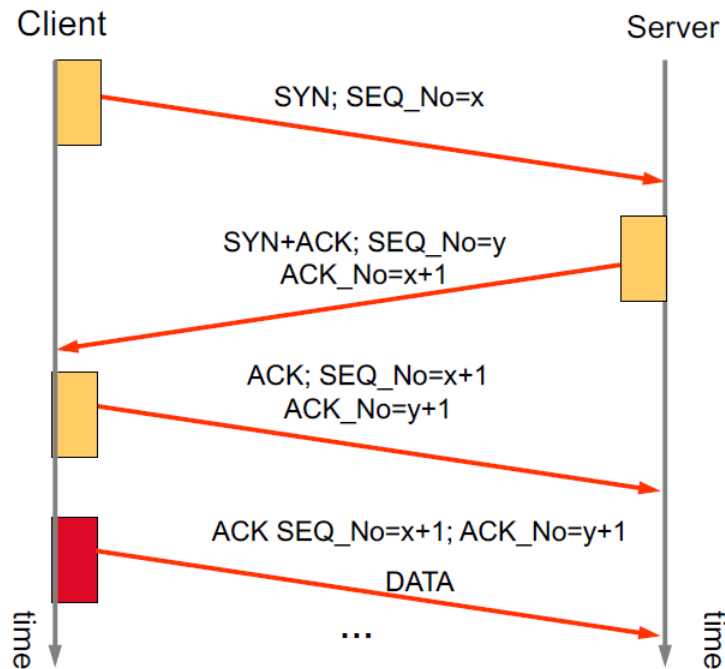 Client
Server
SYN; SEQ_No=x
SYN+ACK; SEQ_No=y
ACK_No=x+1
ACK; SEQ_No=x+1
ACK_No=y+1
ACK SEQ_No=x+1; ACK_No=y+1
DATA
...
time
time